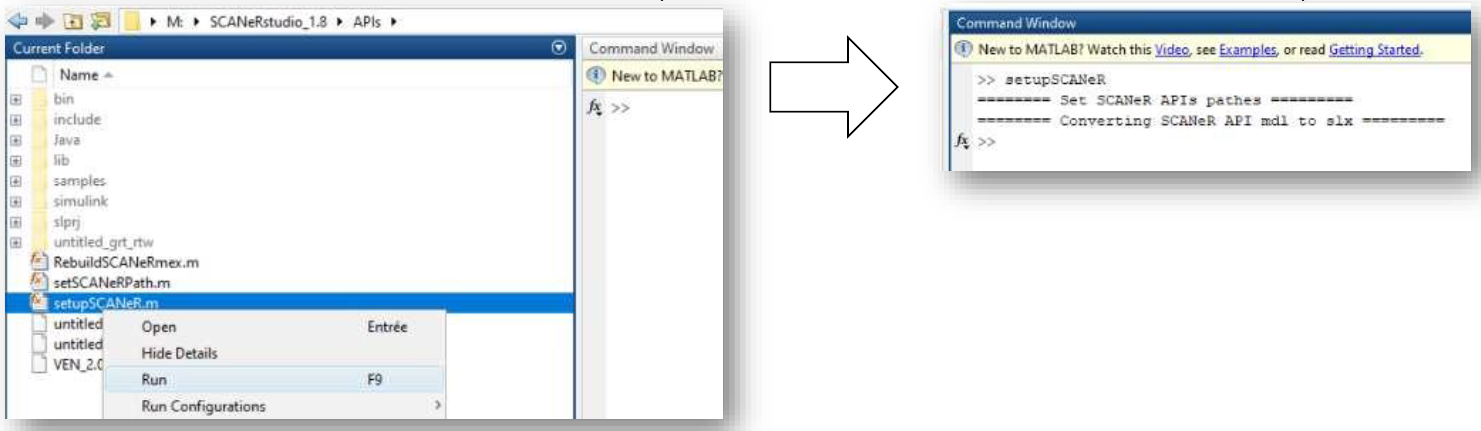 M: ▸ SCANeRstudio_1.8 ▸ APIs ▸
Current Folder
Name
bin
include
Java
lib
samples
simulink
slprj
untitled_grt_rtw
RebuildSCANeRmex.m
setSCANeRPath.m
setupSCANeR.m
untitled
untitled
VEN_2.0
Open Entrée
Hide Details
Run F9
Run Configurations >
Command Window
New to MATLAB?
fx >>
Command Window
New to MATLAB? Watch this Video, see Examples, or read Getting Started.
>> setupSCANeR
======== Set SCANeR APIs pathes =========
======== Converting SCANeR API mdl to slx =========
fx >>